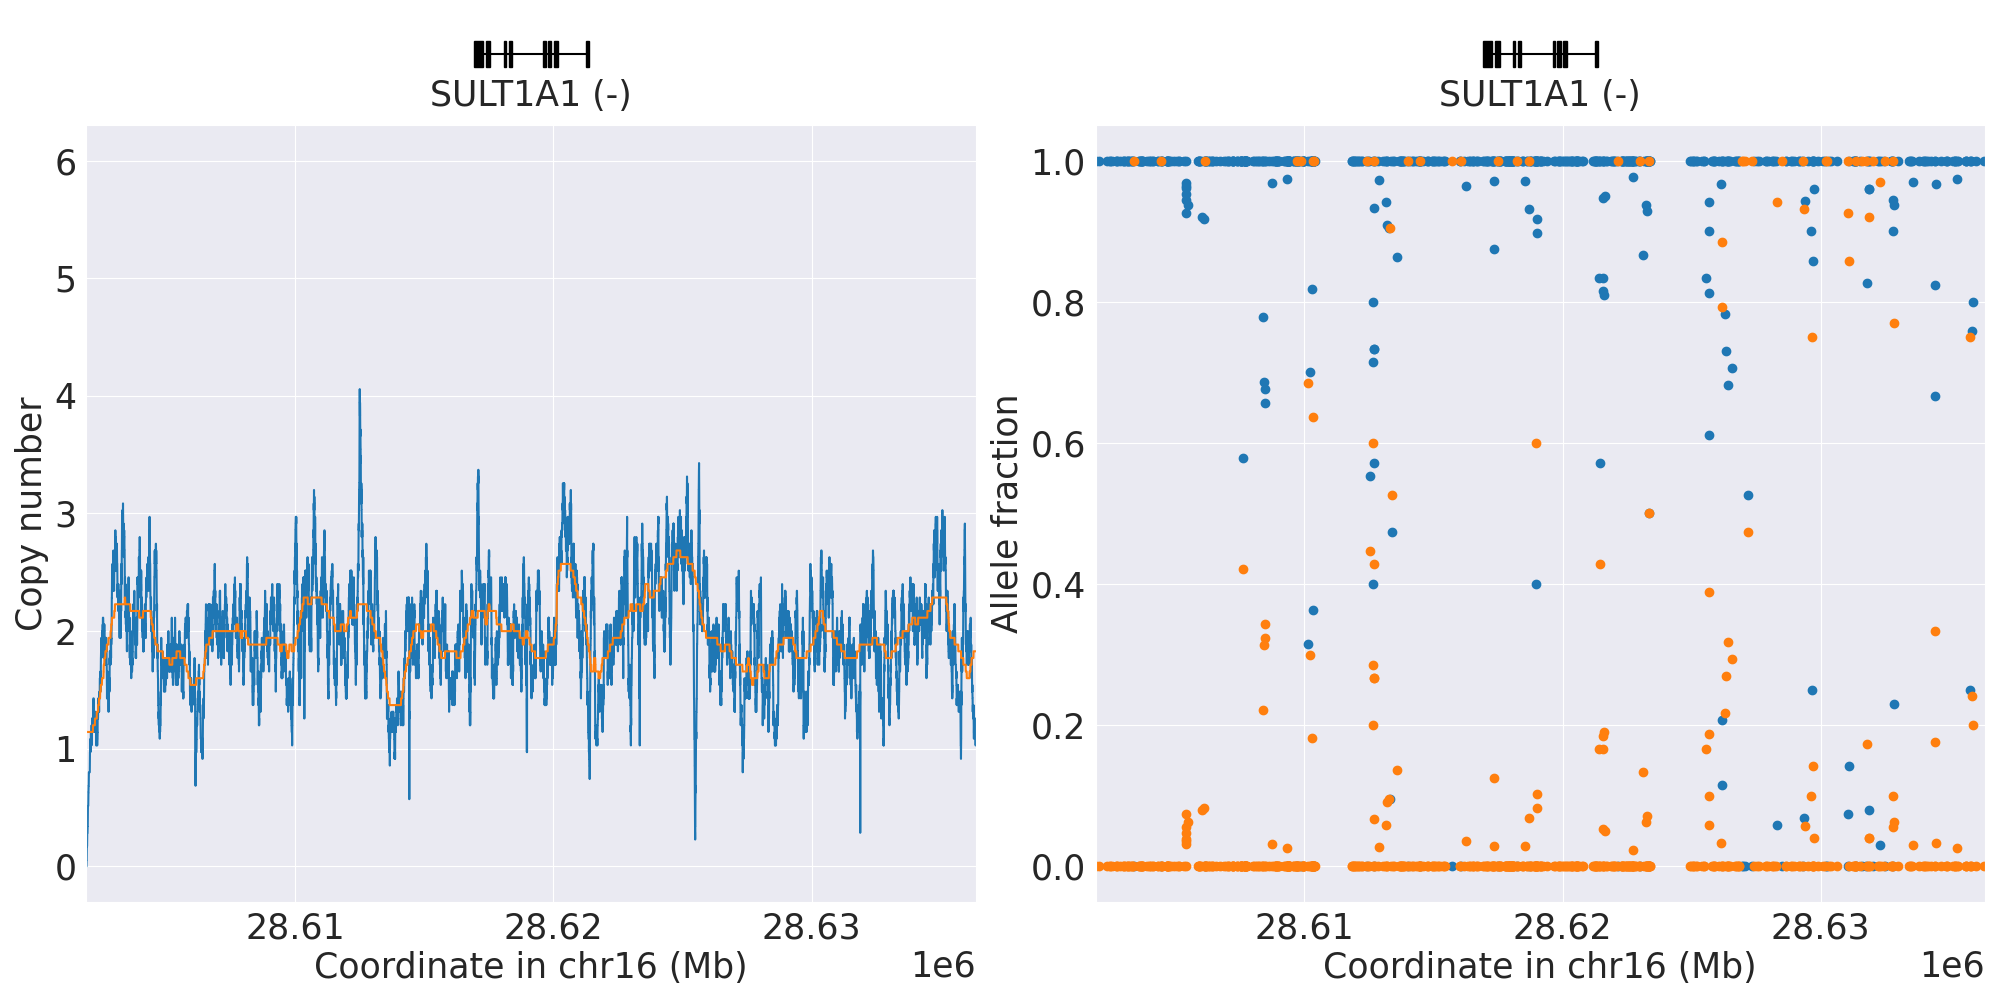 SULT1A1 (-)
6
5
4
3
2
1
0
Copy number
28.61
28.62
28.63
Coordinate in chr16 (Mb)
1e6
SULT1A1 (-)
1.0
0.8
0.6
0.4
0.2
0.0
Allele fraction
28.61
28.62
28.63
Coordinate in chr16 (Mb)
1e6